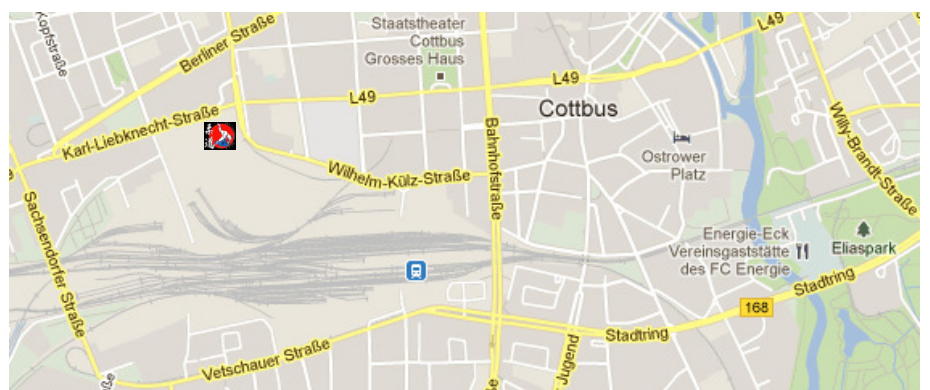 Kopfstraße
Berliner Straße
Staatstheater
Cottbus
Grosses Haus
L49
L49
L49
Karl-Liebknecht-Straße
Cottbus
Bahnhofstraße
Willy-Brandt-Straße
Ostrower
Platz
Wilhelm-Külz-Straße
Sachsendorfer Straße
Energie-Eck
Vereinsgaststätte
des FC Energie
Eliaspark
Stadtring
168
Stadtring
Vetschauer Straße
Jugend